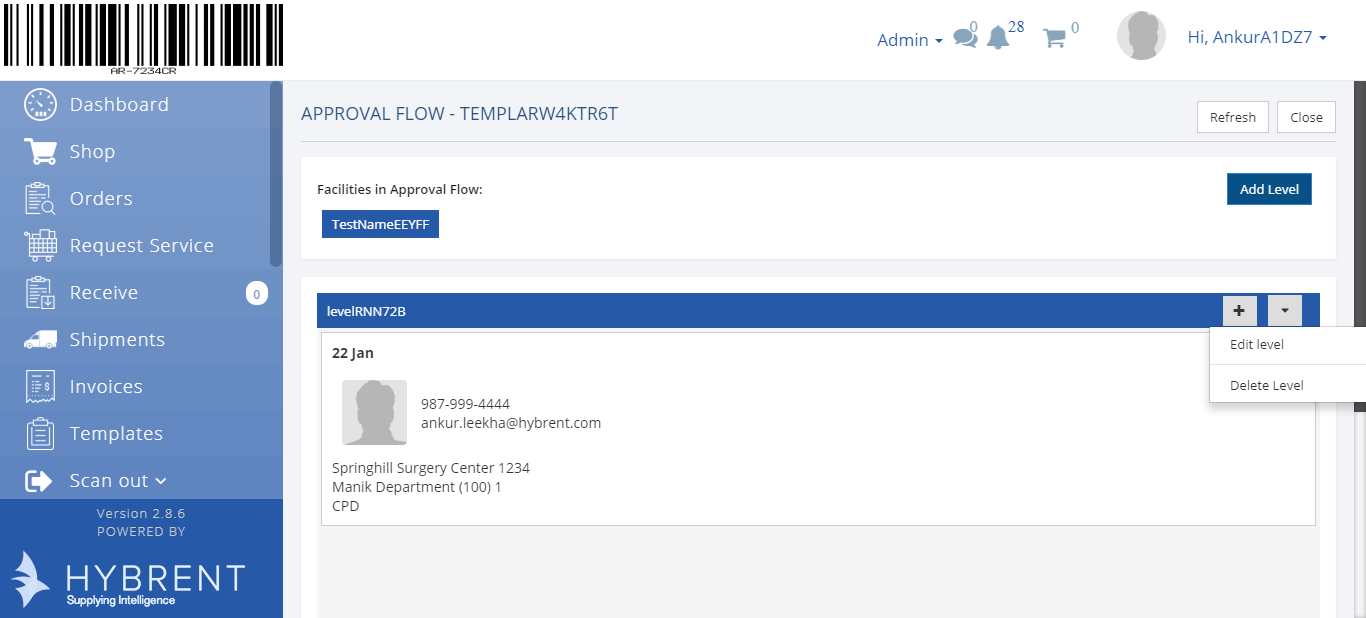 AR-7234CR
Admin
0
28
0
Hi, AnkurA1DZ7
Dashboard
Shop
Orders
Request Service
Receive
0
Shipments
Invoices
Templates
Scan out
Version 2.8.6
POWERED BY
HYBRENT
Supplying Intelligence
APPROVAL FLOW - TEMPLARW4KTR6T
Refresh
Close
Facilities in Approval Flow:
Add Level
TestNameEEYFF
levelRNN72B
Edit level
Delete Level
22 Jan
987-999-4444
ankur.leekha@hybrent.com
Springhill Surgery Center 1234
Manik Department (100) 1
CPD